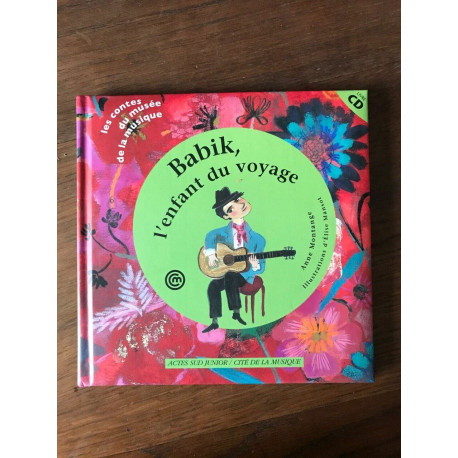 les contes
du musée
de la musique
LIVRE
CD
Babik,
l'enfant du voyage
Anne Montange
Illustrations d'Élise Mansot
ACTES SUD JUNIOR / CITÉ DE LA MUSIQUE